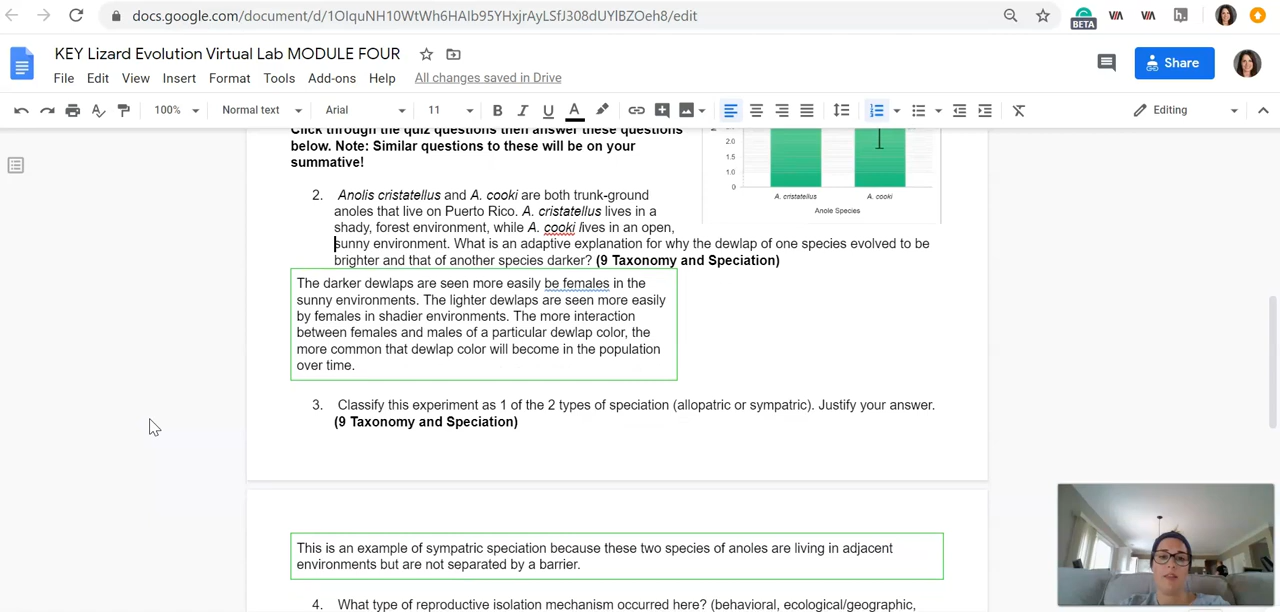 docs.google.com/document/d/1OIquNH10WtWh6HAIb95YHxjrAyLSfJ308dUYlBZOeh8/edit
BETA
KEY Lizard Evolution Virtual Lab MODULE FOUR
Share
File Edit View Insert Format Tools Add-ons Help All changes saved in Drive
100% Normal text Arial 11 B I U A Editing
Click through the quiz questions then answer these questions
below. Note: Similar questions to these will be on your
summative!
2.0
1.5
1.0
0
A. cristatellus A. cooki
Anole Species
2. Anolis cristatellus and A. cooki are both trunk-ground
anoles that live on Puerto Rico. A. cristatellus lives in a
shady, forest environment, while A. cooki lives in an open,
sunny environment. What is an adaptive explanation for why the dewlap of one species evolved to be
brighter and that of another species darker? (9 Taxonomy and Speciation)
The darker dewlaps are seen more easily be females in the
sunny environments. The lighter dewlaps are seen more easily
by females in shadier environments. The more interaction
between females and males of a particular dewlap color, the
more common that dewlap color will become in the population
over time.
3. Classify this experiment as 1 of the 2 types of speciation (allopatric or sympatric). Justify your answer.
(9 Taxonomy and Speciation)
This is an example of sympatric speciation because these two species of anoles are living in adjacent
environments but are not separated by a barrier.
4. What type of reproductive isolation mechanism occurred here? (behavioral, ecological/geographic,